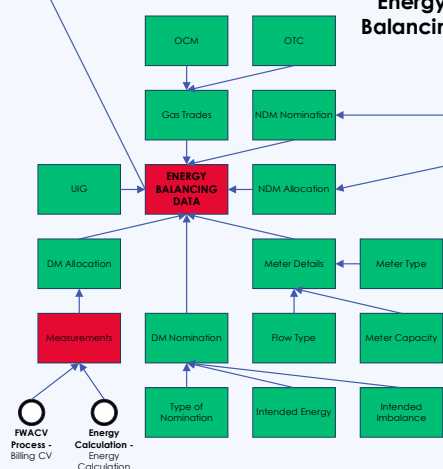 Energy
Balancin
OCM
OTC
Gas Trades
NDM Nomination
UIG
ENERGY
BALANCING
DATA
NDM Allocation
DM Allocation
Meter Details
Meter Type
Measurements
DM Nomination
Flow Type
Meter Capacity
Type of
Nomination
Intended Energy
Intended
Imbalance
FWACV
Process -
Billing CV
Energy
Calculation -
Energy
Calculation